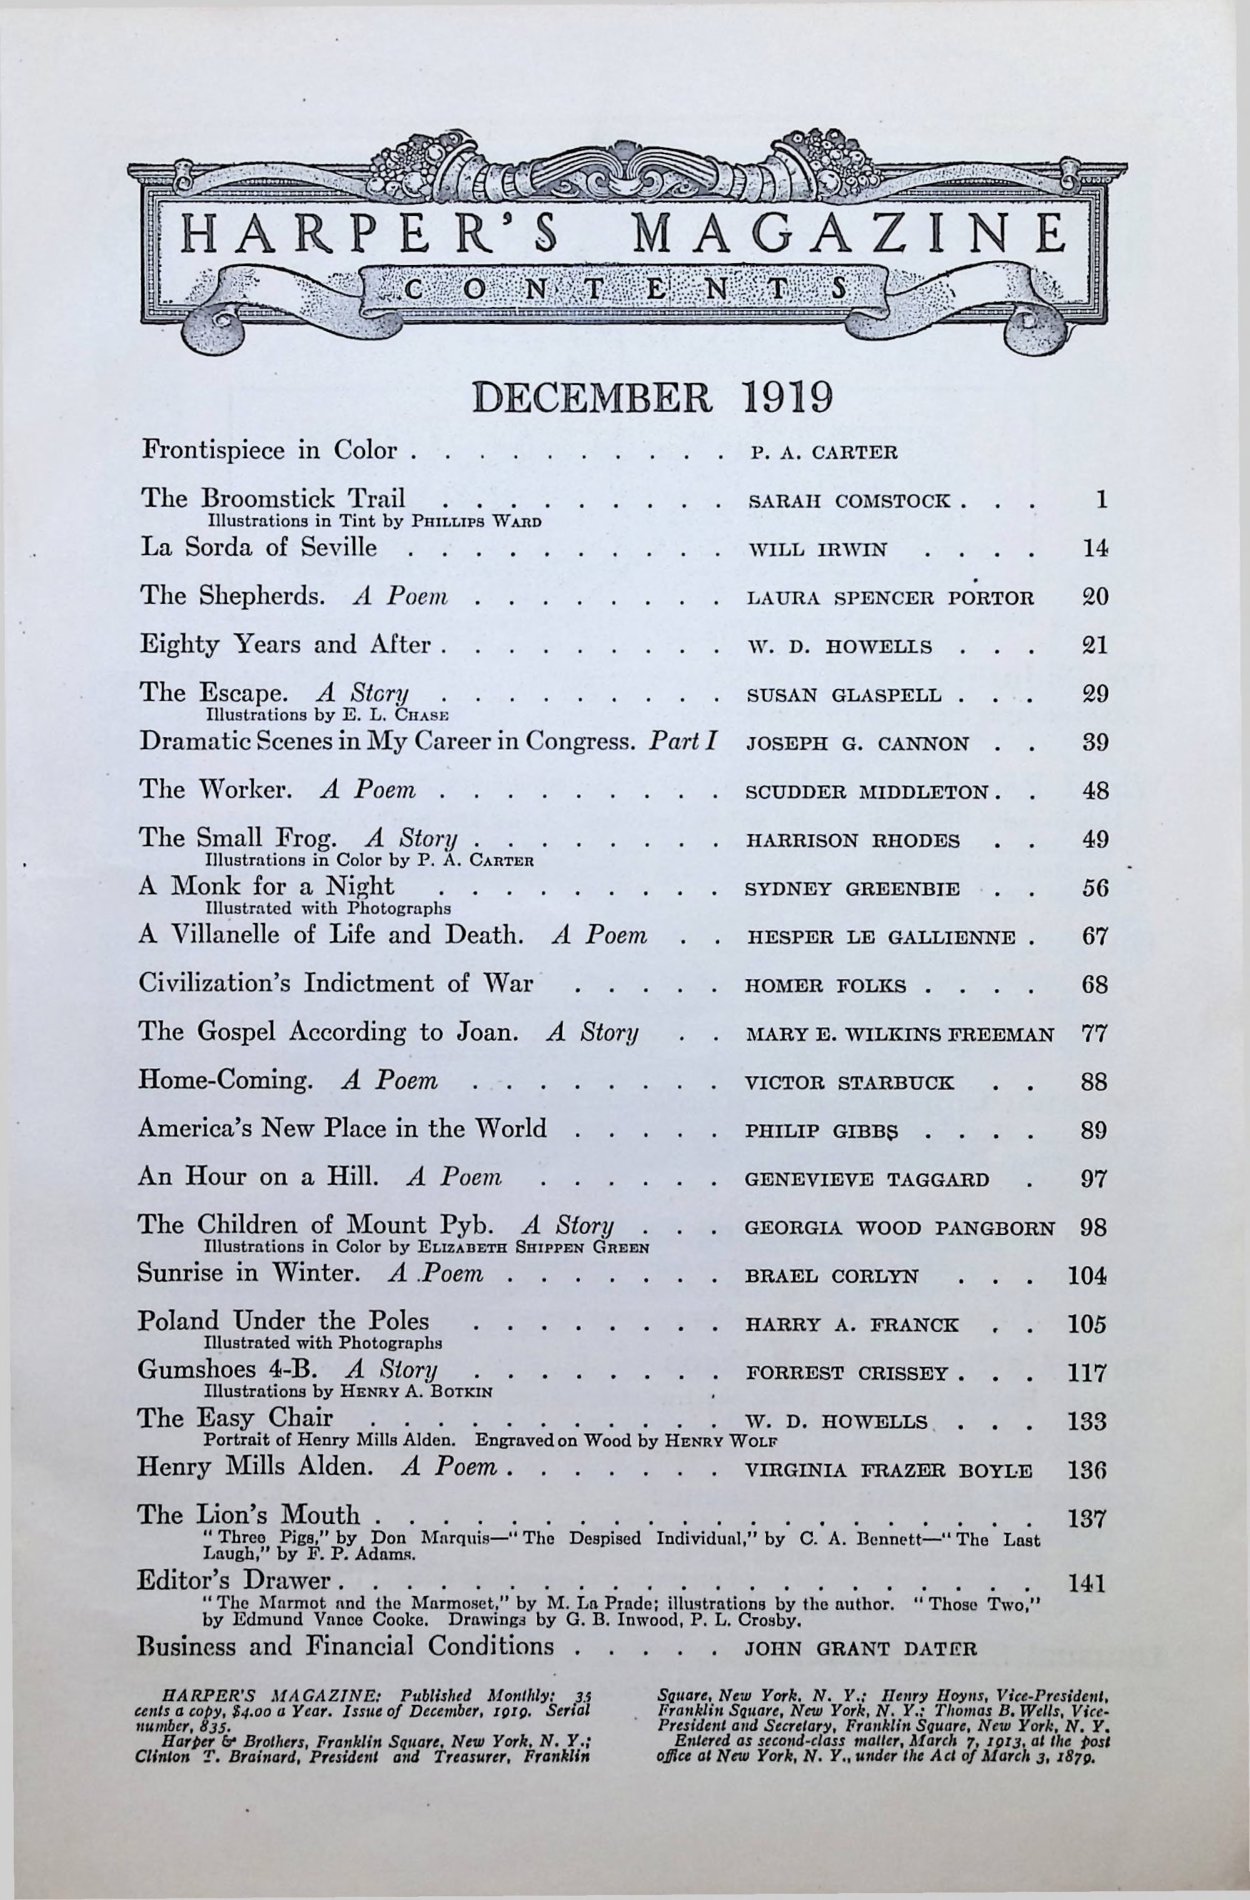 HARPER'S MAGAZINE
CONTENTS
DECEMBER 1919
Frontispiece in Color . . . . . . . . . . P. A. CARTER
The Broomstick Trail . . . . . . . . . SARAH COMSTOCK . . . 1
Illustrations in Tint by PHILLIPS WARD
La Sorda of Seville . . . . . . . . . . WILL IRWIN . . . . 14
The Shepherds. A Poem . . . . . . . . LAURA SPENCER PORTOR 20
Eighty Years and After . . . . . . . . . W. D. HOWELLS . . . 21
The Escape. A Story . . . . . . . . . SUSAN GLASPELL . . . 29
Illustrations by E. L. CHASE
Dramatic Scenes in My Career in Congress. Part I JOSEPH G. CANNON . . 39
The Worker. A Poem . . . . . . . . . SCUDDER MIDDLETON . . 48
The Small Frog. A Story . . . . . . . . HARRISON RHODES . . 49
Illustrations in Color by P. A. CARTER
A Monk for a Night . . . . . . . . . SYDNEY GREENBIE . . 56
Illustrated with Photographs
A Villanelle of Life and Death. A Poem . . HESPER LE GALLIENNE . 67
Civilization's Indictment of War . . . . . HOMER FOLKS . . . . 68
The Gospel According to Joan. A Story . . MARY E. WILKINS FREEMAN 77
Home-Coming. A Poem . . . . . . . . VICTOR STARBUCK . . 88
America's New Place in the World . . . . . PHILIP GIBBS . . . . 89
An Hour on a Hill. A Poem . . . . . . GENEVIEVE TAGGARD . 97
The Children of Mount Pyb. A Story . . . GEORGIA WOOD PANGBORN 98
Illustrations in Color by ELIZABETH SHIPPEN GREEN
Sunrise in Winter. A Poem . . . . . . . BRAEL CORLYN . . . 104
Poland Under the Poles . . . . . . . . HARRY A. FRANCK . . 105
Illustrated with Photographs
Gumshoes 4-B. A Story . . . . . . . . FORREST CRISSEY . . . 117
Illustrations by HENRY A. BOTKIN
The Easy Chair . . . . . . . . . . . W. D. HOWELLS . . . 133
Portrait of Henry Mills Alden. Engraved on Wood by HENRY WOLF
Henry Mills Alden. A Poem . . . . . . . VIRGINIA FRAZER BOYLE 136
The Lion's Mouth . . . . . . . . . . . . . . . . . . . . 137
"Three Pigs," by Don Marquis—"The Despised Individual," by C. A. Bennett—"The Last
Laugh," by F. P. Adams.
Editor's Drawer . . . . . . . . . . . . . . . . . . . . . 141
"The Marmot and the Marmoset," by M. La Prade; illustrations by the author. "Those Two,"
by Edmund Vance Cooke. Drawings by G. B. Inwood, P. L. Crosby.
Business and Financial Conditions . . . . . JOHN GRANT DATER
HARPER'S MAGAZINE: Published Monthly; 35
cents a copy, $4.00 a Year. Issue of December, 1919. Serial
number, 835.
Harper & Brothers, Franklin Square, New York, N. Y.;
Clinton T. Brainard, President and Treasurer, Franklin
Square, New York, N. Y.; Henry Hoyns, Vice-President,
Franklin Square, New York, N. Y.; Thomas B. Wells, Vice-
President and Secretary, Franklin Square, New York, N. Y.
Entered as second-class matter, March 7, 1913, at the post
office at New York, N. Y., under the Act of March 3, 1879.